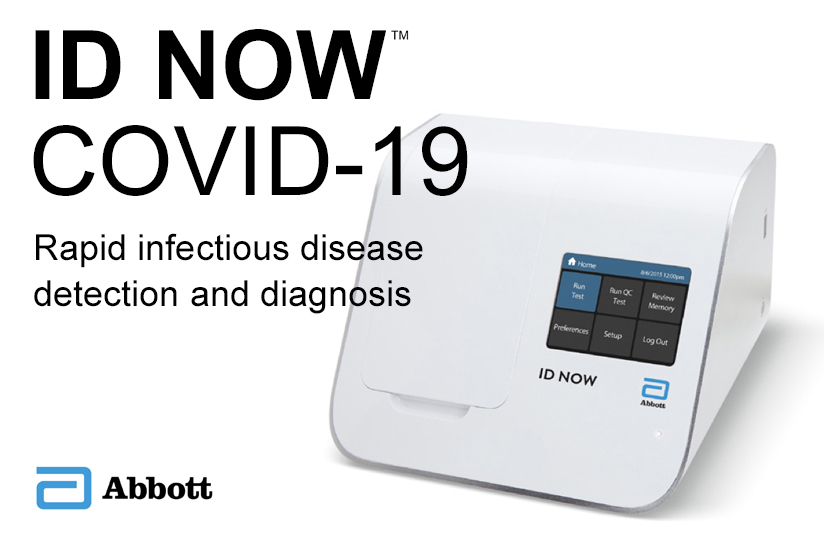 ID NOW™
COVID-19
Rapid infectious disease
detection and diagnosis
Home 8/6/2015 12:00pm
Run Test
Run QC Test
Review Memory
Preferences
Setup
Log Out
ID NOW
Abbott
Abbott